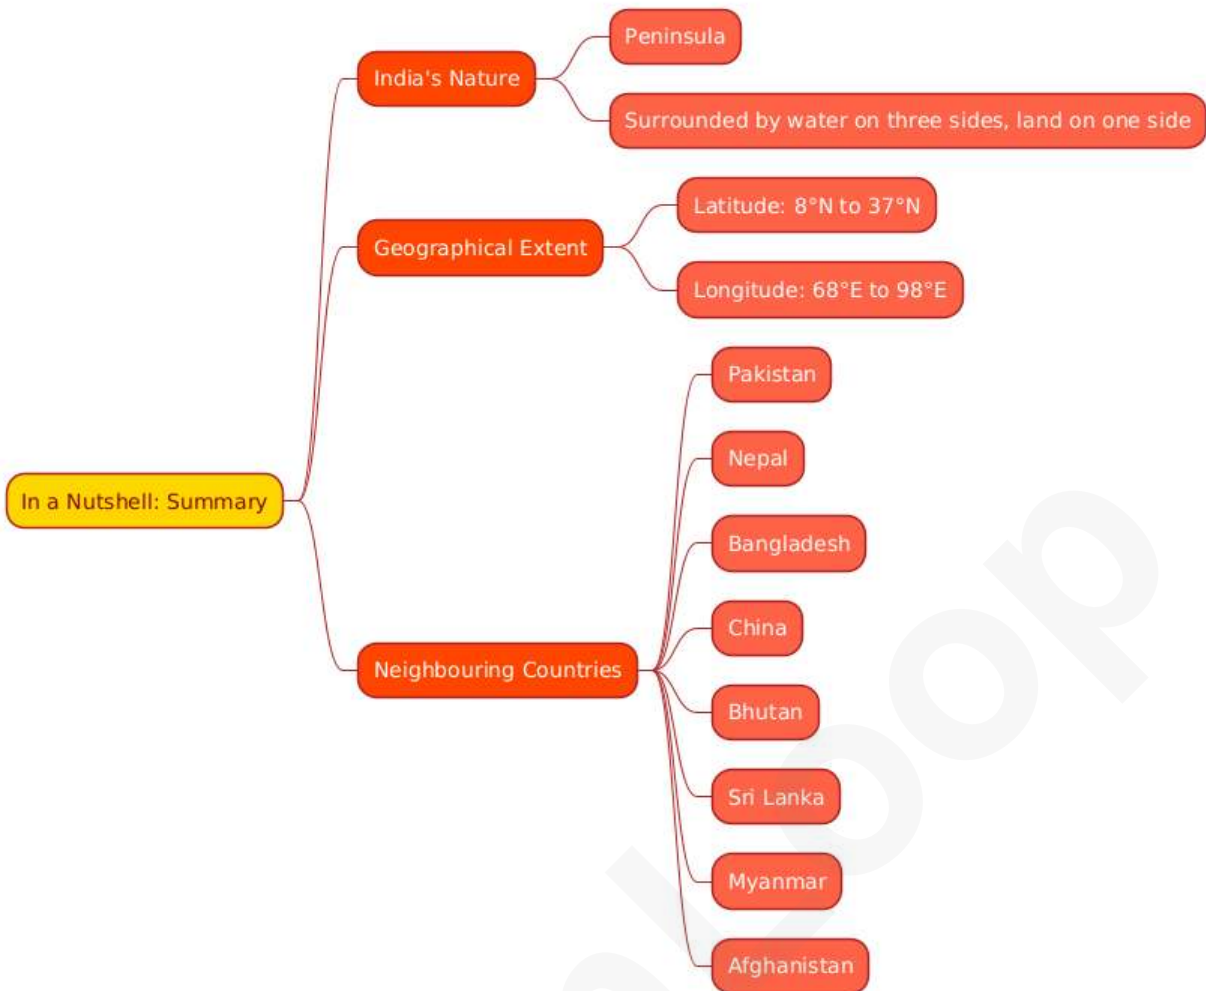 In a Nutshell: Summary
India's Nature
Peninsula
Surrounded by water on three sides, land on one side
Geographical Extent
Latitude: 8°N to 37°N
Longitude: 68°E to 98°E
Neighbouring Countries
Pakistan
Nepal
Bangladesh
China
Bhutan
Sri Lanka
Myanmar
Afghanistan